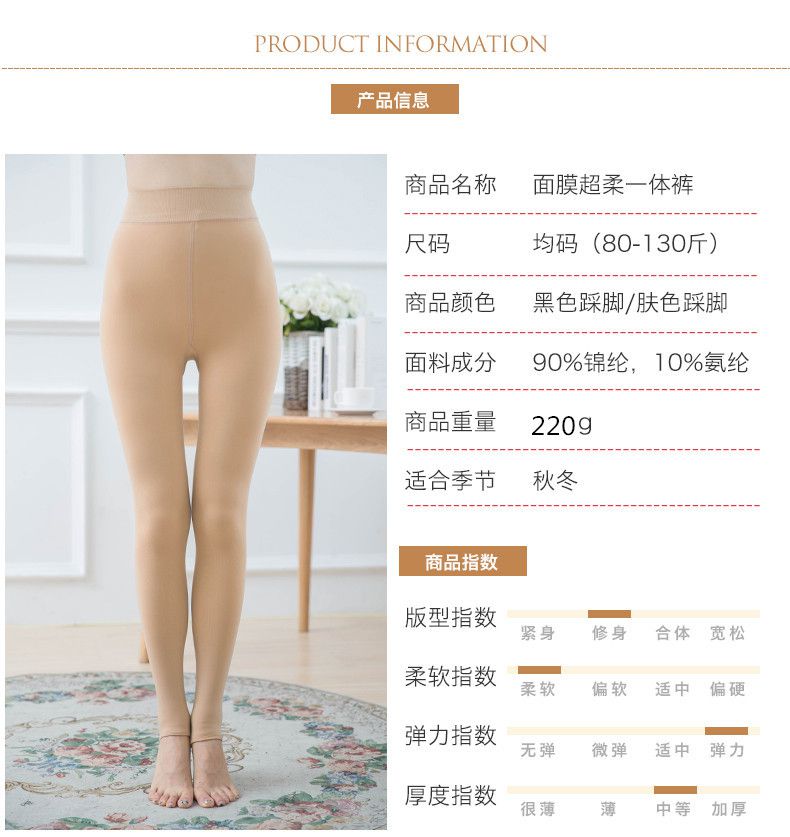 PRODUCT INFORMATION
产品信息
商品名称 面膜超柔一体裤
尺码 均码（80-130斤）
商品颜色 黑色踩脚/肤色踩脚
面料成分 90%锦纶，10%氨纶
商品重量 220g
适合季节 秋冬
商品指数
版型指数
紧身 修身 合体 宽松
柔软指数
柔软 偏软 适中 偏硬
弹力指数
无弹 微弹 适中 弹力
厚度指数
很薄 薄 中等 加厚